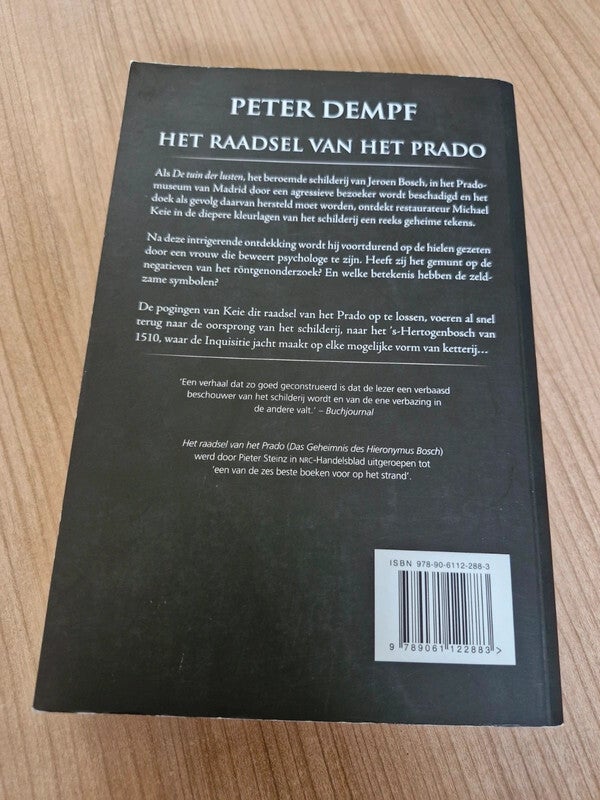 PETER DEMPF
HET RAADSEL VAN HET PRADO
Als De tuin der lusten, het beroemde schilderij van Jeroen Bosch, in het Prado-
museum van Madrid door een agressieve bezoeker wordt beschadigd en het
doek als gevolg daarvan hersteld moet worden, ontdekt restaurateur Michael
Keie in de diepere kleurlagen van het schilderij een reeks geheime tekens.
Na deze intrigerende ontdekking wordt hij voortdurend op de hielen gezeten
door een vrouw die beweert psychologe te zijn. Heeft zij het gemunt op de
negatieven van het röntgenonderzoek? En welke betekenis hebben de zeld-
zame symbolen?
De pogingen van Keie dit raadsel van het Prado op te lossen, voeren al snel
terug naar de oorsprong van het schilderij, naar het 's-Hertogenbosch van
1510, waar de Inquisitie jacht maakt op elke mogelijke vorm van ketterij...
'Een verhaal dat zo goed geconstrueerd is dat de lezer een verbaasd
beschouwer van het schilderij wordt en van de ene verbazing in
de andere valt.' – Buchjournal
Het raadsel van het Prado (Das Geheimnis des Hieronymus Bosch)
werd door Pieter Steinz in NRC-Handelsblad uitgeroepen tot
'een van de zes beste boeken voor op het strand'.
ISBN 978-90-6112-288-3
9 789061 122883 >